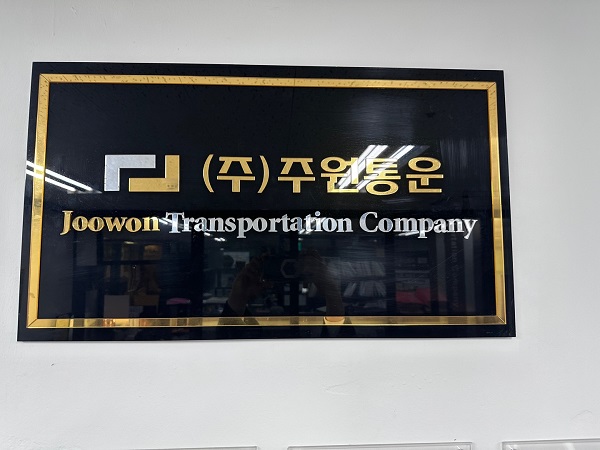 (주)주원통운
Joowon Transportation Company